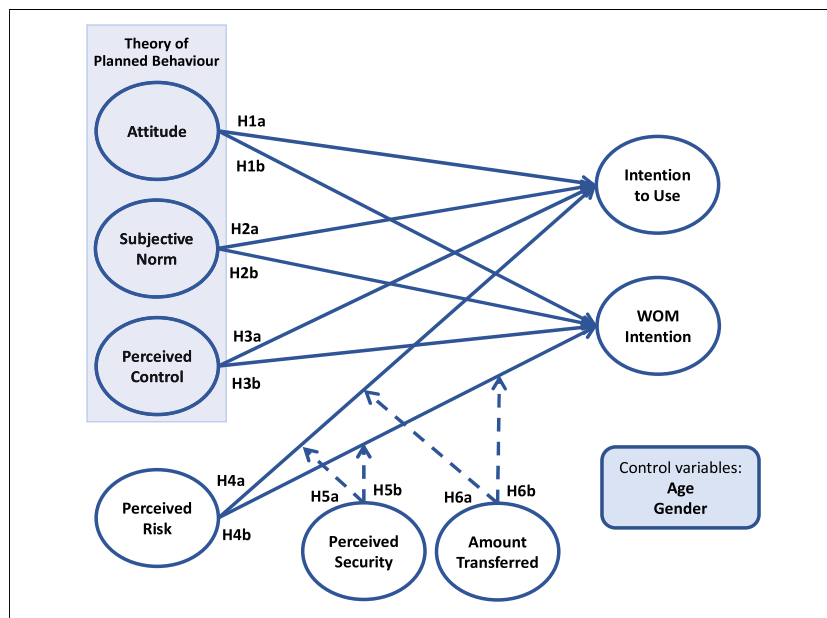 Theory of
Planned Behaviour
Attitude
H1a
H1b
Subjective
Norm
H2a
H2b
Perceived
Control
H3a
H3b
Perceived
Risk
H4a
H4b
H5a
H5b
Perceived
Security
H6a
H6b
Amount
Transferred
Intention
to Use
WOM
Intention
Control variables:
Age
Gender